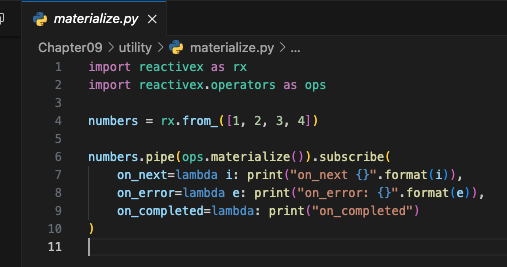 materialize.py ×
Chapter09 > utility > materialize.py > ...
1 import reactivex as rx
2 import reactivex.operators as ops
3
4 numbers = rx.from_([1, 2, 3, 4])
5
6 numbers.pipe(ops.materialize()).subscribe(
7     on_next=lambda i: print("on_next {}".format(i)),
8     on_error=lambda e: print("on_error: {}".format(e)),
9     on_completed=lambda: print("on_completed")
10 )
11